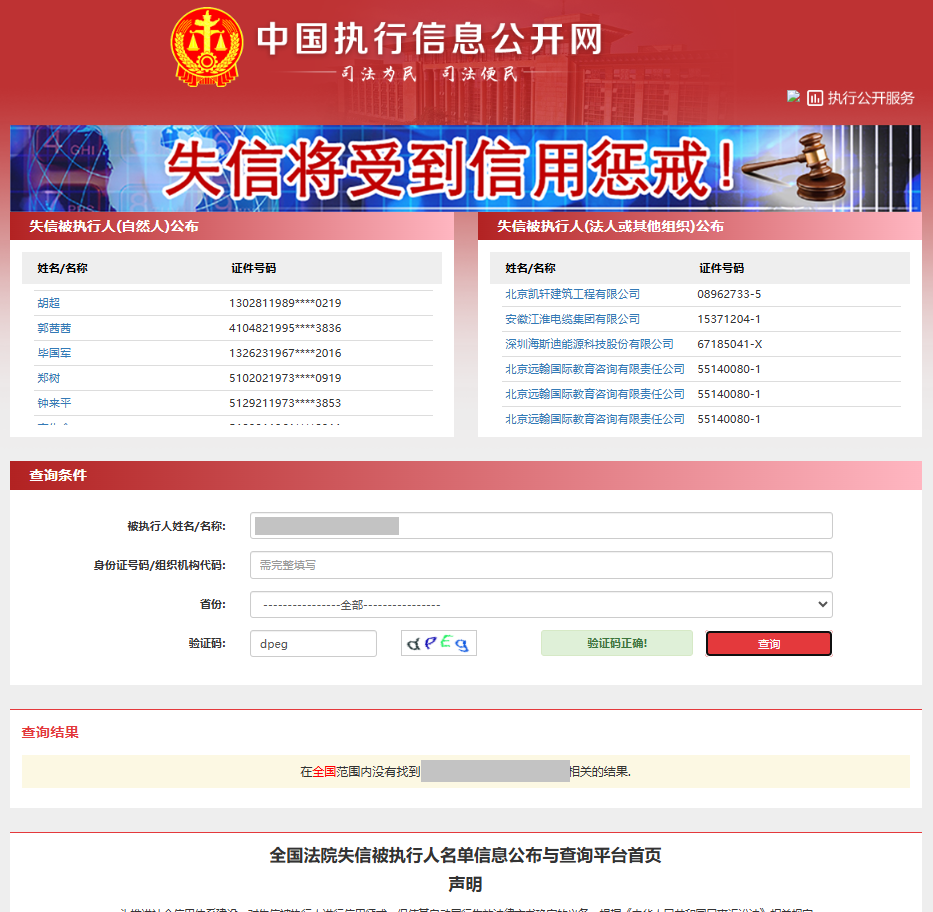 中国执行信息公开网
司法为民 司法便民
执行公开服务
失信将受到信用惩戒!
失信被执行人(自然人)公布
姓名/名称 证件号码
胡超 1302811989****0219
郭茜茜 4104821995****3836
毕国军 1326231967****2016
郑树 5102021973****0919
钟来平 5129211973****3853
失信被执行人(法人或其他组织)公布
姓名/名称 证件号码
北京凯轩建筑工程有限公司 08962733-5
安徽江淮电缆集团有限公司 15371204-1
深圳海斯迪能源科技股份有限公司 67185041-X
北京远翰国际教育咨询有限责任公司 55140080-1
北京远翰国际教育咨询有限责任公司 55140080-1
北京远翰国际教育咨询有限责任公司 55140080-1
查询条件
被执行人姓名/名称:
身份证号码/组织机构代码: 需完整填写
省份: ----------------全部----------------
验证码: dpeg dPEg 验证码正确! 查询
查询结果
在全国范围内没有找到 相关的结果.
全国法院失信被执行人名单信息公布与查询平台首页
声明